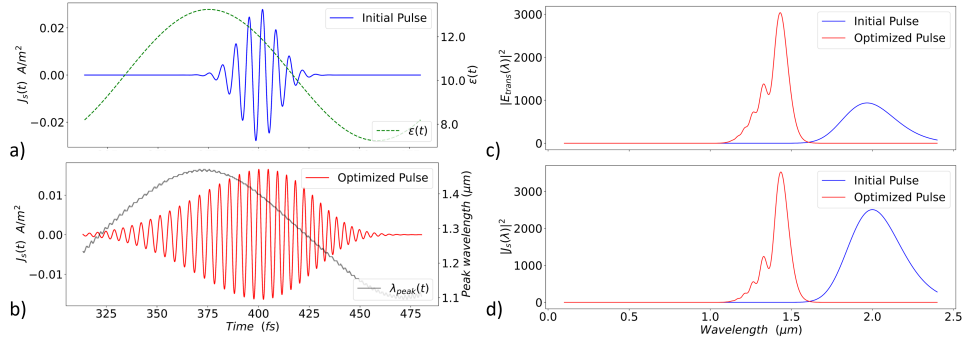 a)
J_s(t) A/m²
0.02
0.00
−0.02
Initial Pulse
ε(t)
12.0
10.0
8.0
ε(t)
b)
J_s(t) A/m²
0.01
0.00
−0.01
Optimized Pulse
λ_peak(t)
1.4
1.3
1.2
1.1
Peak wavelength (μm)
325 350 375 400 425 450 475
Time (fs)
c)
|E_trans(λ)|²
3000
2000
1000
0
Initial Pulse
Optimized Pulse
d)
|J_s(λ)|²
3000
2000
1000
0
Initial Pulse
Optimized Pulse
0.0 0.5 1.0 1.5 2.0 2.5
Wavelength (μm)